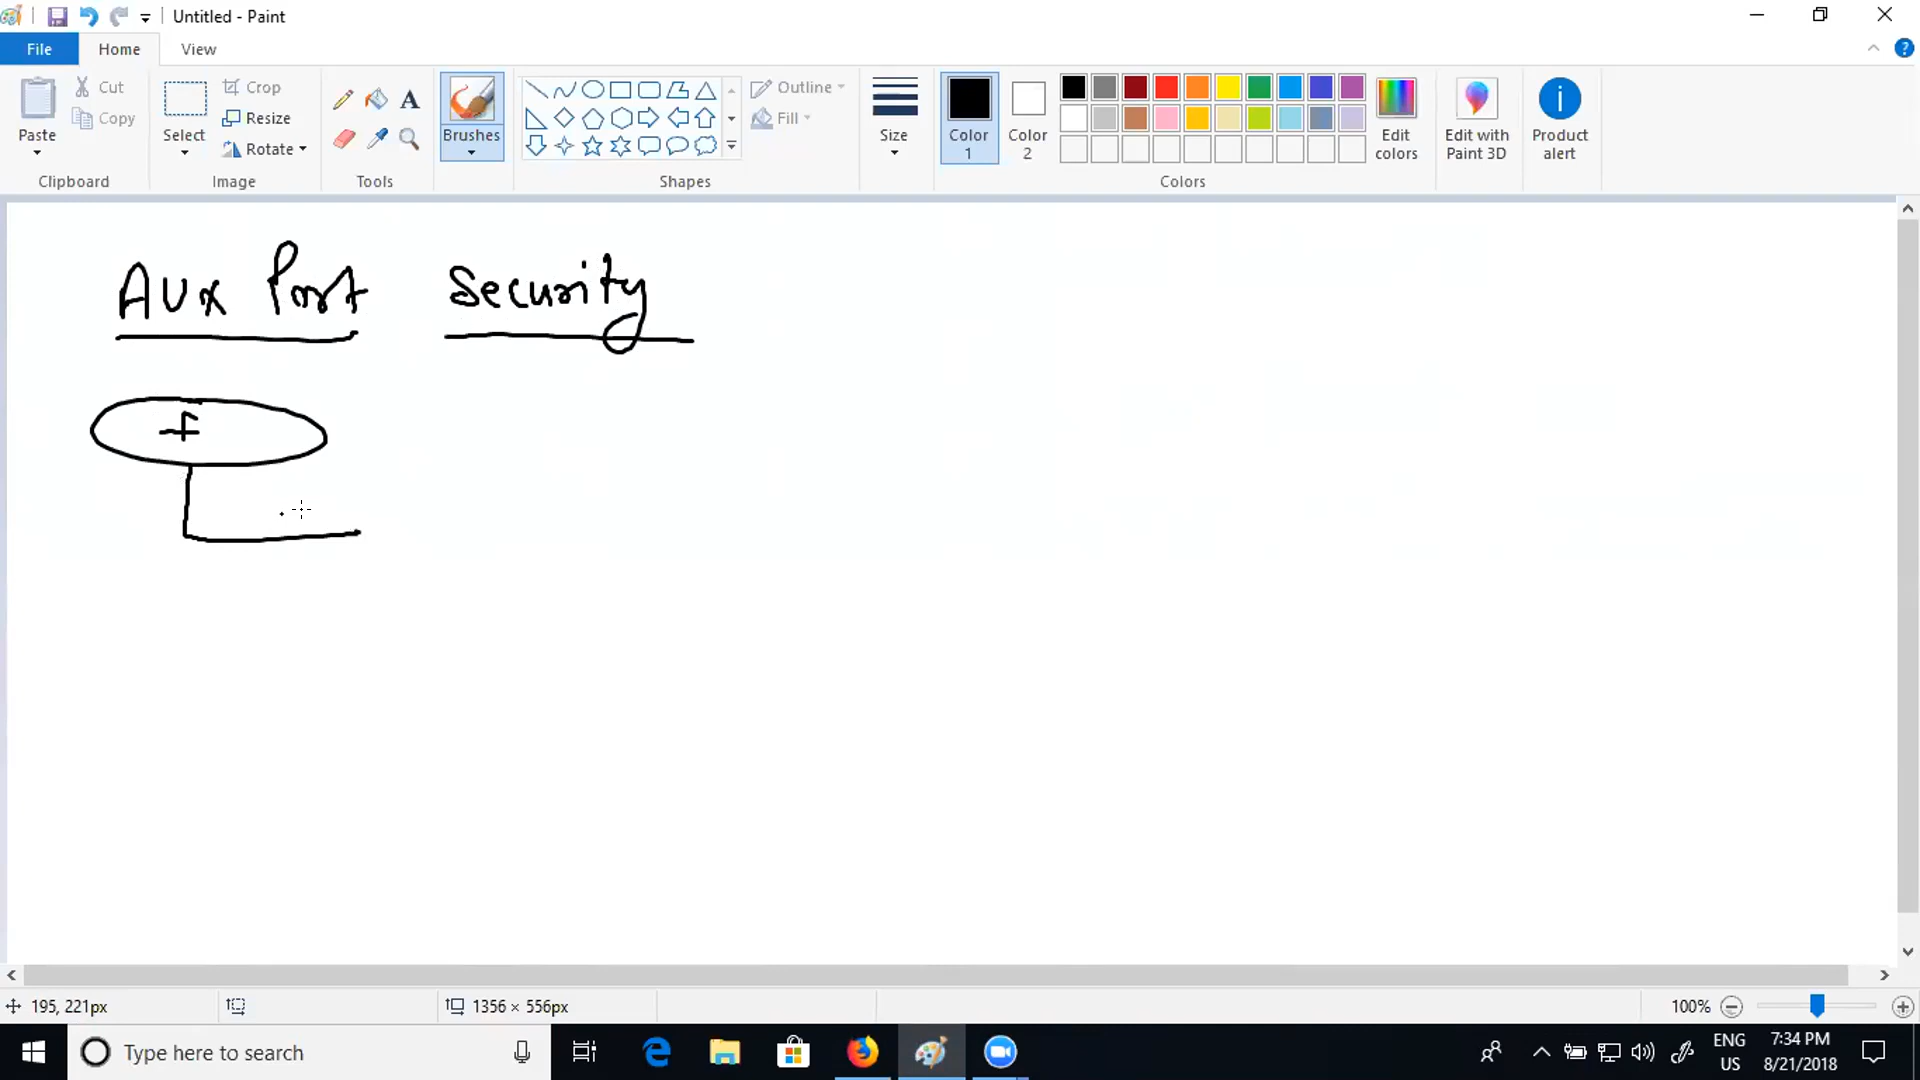 Untitled - Paint
File Home View
Paste
Cut
Copy
Clipboard
Select
Crop
Resize
Rotate
Image
Tools
Brushes
Shapes
Outline
Fill
Size
Color 1
Color 2
Edit colors
Colors
Edit with Paint 3D
Product alert
Aux Port Security
195, 221px
1356 × 556px
100%
Type here to search
ENG
US
7:34 PM
8/21/2018